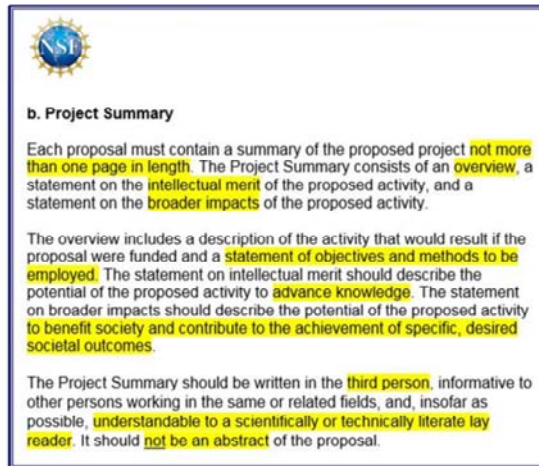 NSF
b. Project Summary
Each proposal must contain a summary of the proposed project not more
than one page in length. The Project Summary consists of an overview, a
statement on the intellectual merit of the proposed activity, and a
statement on the broader impacts of the proposed activity.
The overview includes a description of the activity that would result if the
proposal were funded and a statement of objectives and methods to be
employed. The statement on intellectual merit should describe the
potential of the proposed activity to advance knowledge. The statement
on broader impacts should describe the potential of the proposed activity
to benefit society and contribute to the achievement of specific, desired
societal outcomes.
The Project Summary should be written in the third person, informative to
other persons working in the same or related fields, and, insofar as
possible, understandable to a scientifically or technically literate lay
reader. It should not be an abstract of the proposal.